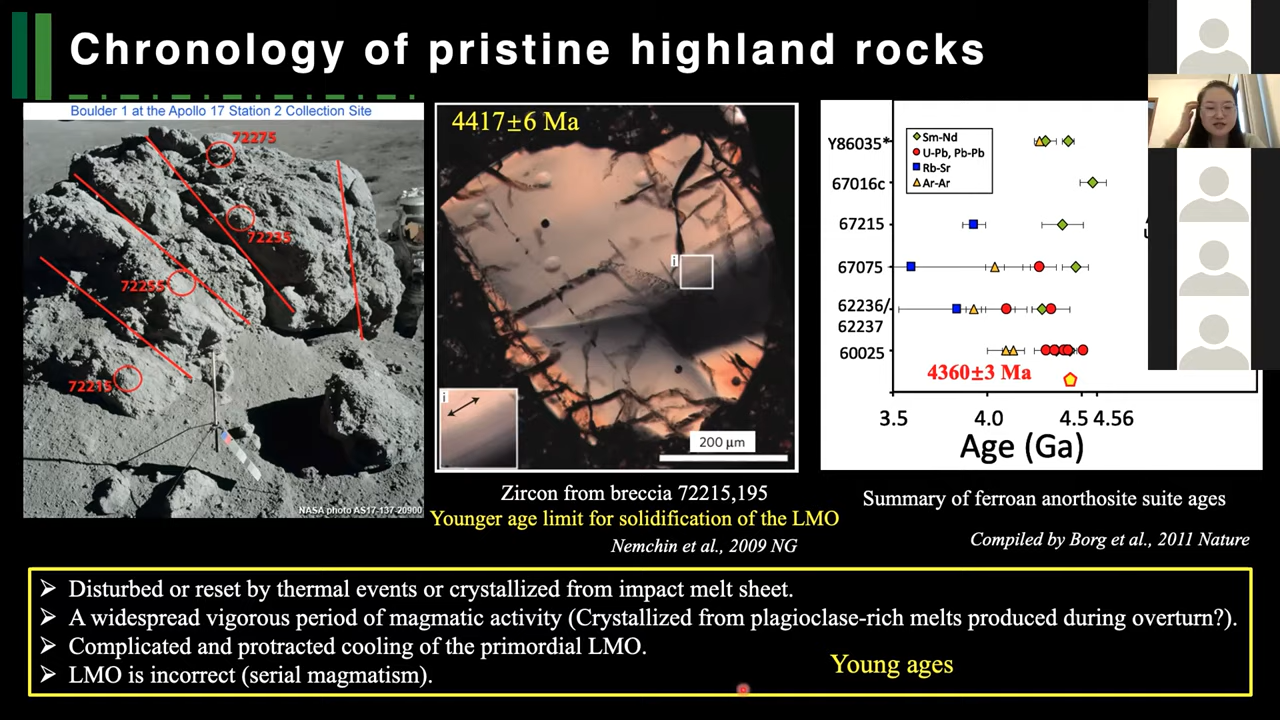 Chronology of pristine highland rocks
Boulder 1 at the Apollo 17 Station 2 Collection Site
72275
72235
72255
72215
NASA photo AS17-137-20900
4417±6 Ma
i
i
200 µm
Zircon from breccia 72215,195
Younger age limit for solidification of the LMO
Nemchin et al., 2009 NG
Sm-Nd
U-Pb, Pb-Pb
Rb-Sr
Ar-Ar
Y86035*
67016c
67215
67075
62236/
62237
60025
4360±3 Ma
3.5 4.0 4.5 4.56
Age (Ga)
Summary of ferroan anorthosite suite ages
Compiled by Borg et al., 2011 Nature
➢ Disturbed or reset by thermal events or crystallized from impact melt sheet.
➢ A widespread vigorous period of magmatic activity (Crystallized from plagioclase-rich melts produced during overturn?).
➢ Complicated and protracted cooling of the primordial LMO.
➢ LMO is incorrect (serial magmatism).
Young ages